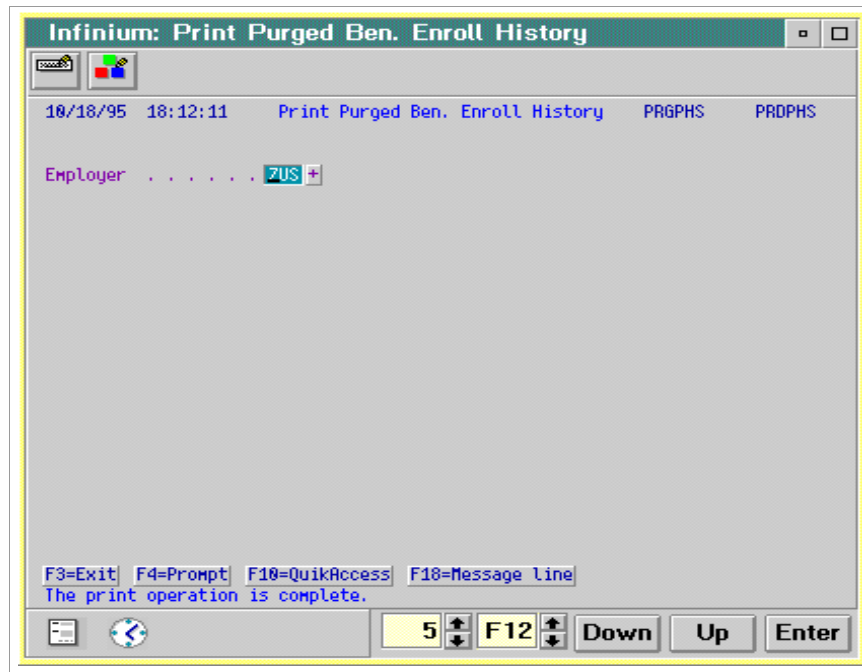 Infinium: Print Purged Ben. Enroll History
10/18/95 18:12:11 Print Purged Ben. Enroll History PRGPHS PRDPHS
Employer . . . . . . ZUS +
F3=Exit F4=Prompt F10=QuikAccess F18=Message line
The print operation is complete.
5 F12 Down Up Enter